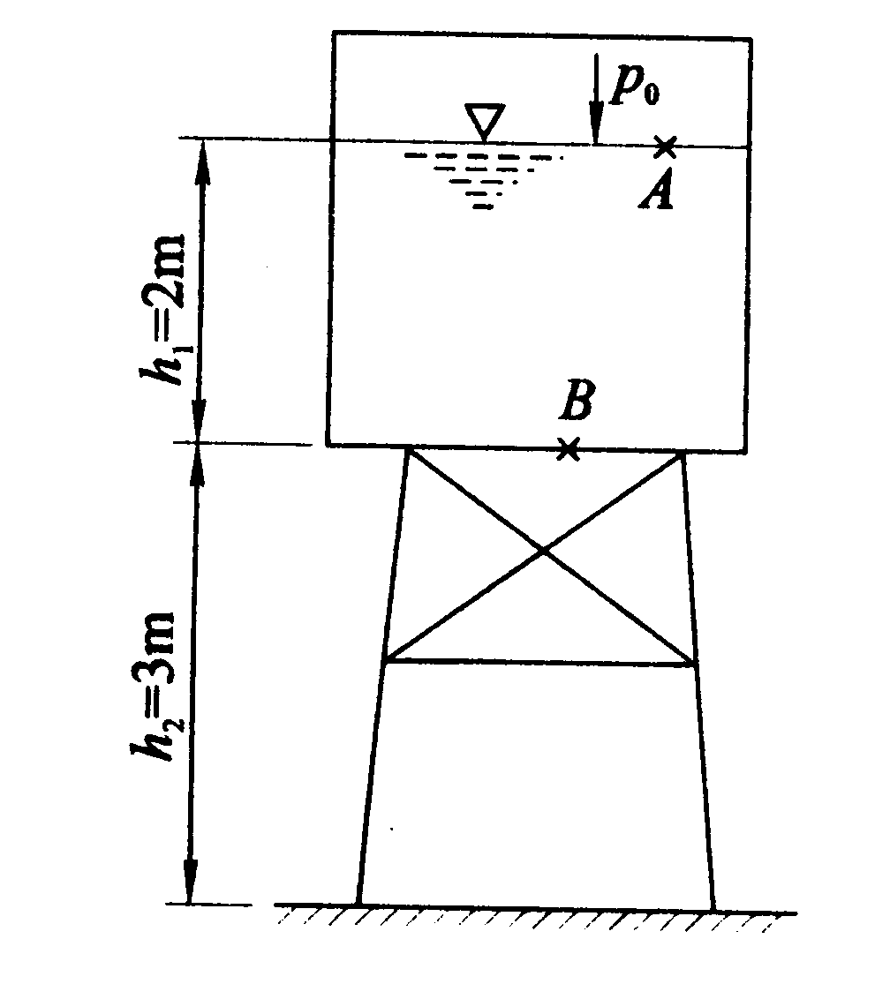 p₀
A
h₁=2m
B
h₂=3m